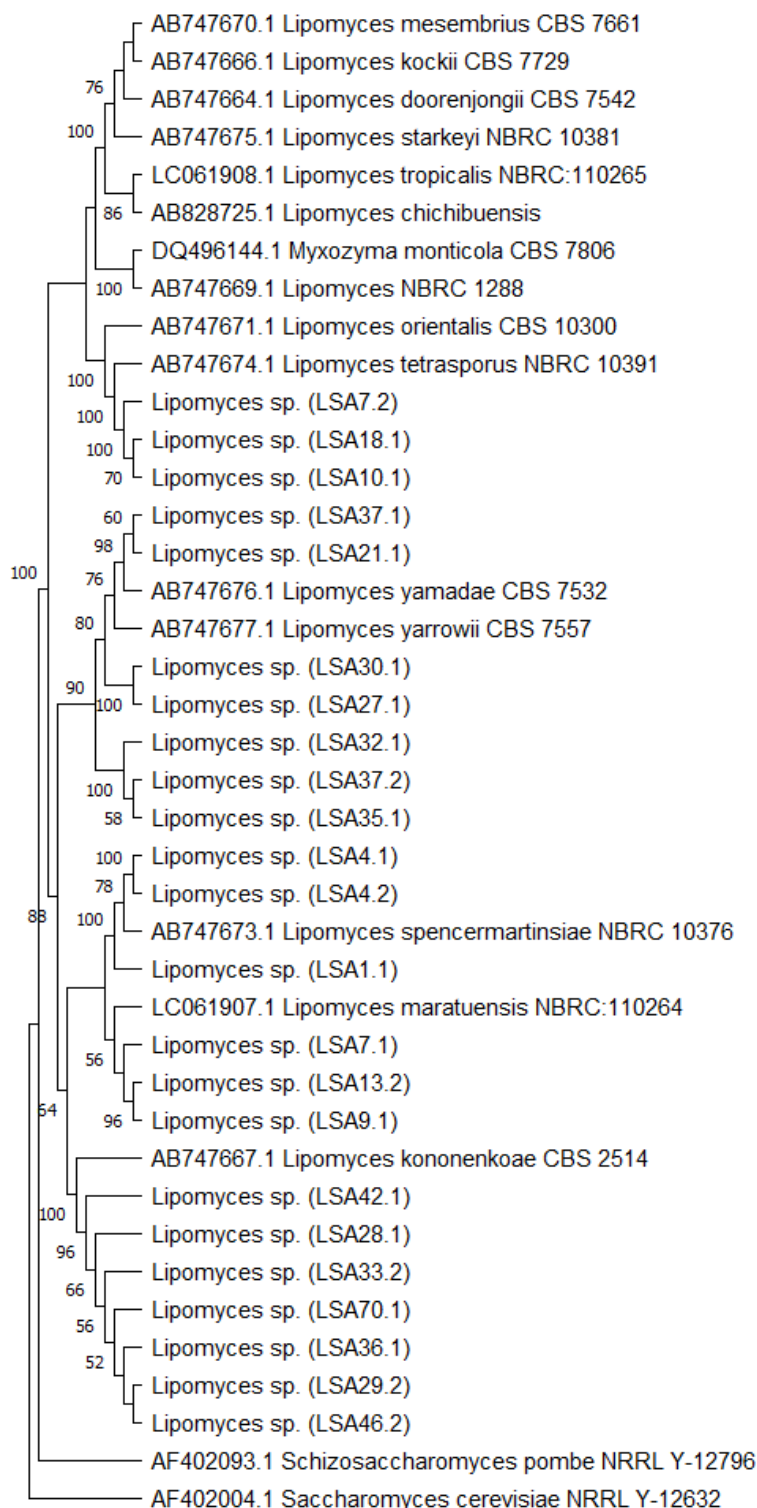 AB747670.1 Lipomyces mesembrius CBS 7661
AB747666.1 Lipomyces kockii CBS 7729
76
AB747664.1 Lipomyces doorenjongii CBS 7542
100
AB747675.1 Lipomyces starkeyi NBRC 10381
LC061908.1 Lipomyces tropicalis NBRC:110265
86
AB828725.1 Lipomyces chichibuensis
DQ496144.1 Myxozyma monticola CBS 7806
100
AB747669.1 Lipomyces NBRC 1288
AB747671.1 Lipomyces orientalis CBS 10300
AB747674.1 Lipomyces tetrasporus NBRC 10391
100
Lipomyces sp. (LSA7.2)
100
Lipomyces sp. (LSA18.1)
100
Lipomyces sp. (LSA10.1)
70
60
Lipomyces sp. (LSA37.1)
98
Lipomyces sp. (LSA21.1)
100
76
AB747676.1 Lipomyces yamadae CBS 7532
80
AB747677.1 Lipomyces yarrowii CBS 7557
Lipomyces sp. (LSA30.1)
90
100
Lipomyces sp. (LSA27.1)
Lipomyces sp. (LSA32.1)
Lipomyces sp. (LSA37.2)
100
58
Lipomyces sp. (LSA35.1)
100
Lipomyces sp. (LSA4.1)
78
Lipomyces sp. (LSA4.2)
88
100
AB747673.1 Lipomyces spencermartinsiae NBRC 10376
Lipomyces sp. (LSA1.1)
LC061907.1 Lipomyces maratuensis NBRC:110264
Lipomyces sp. (LSA7.1)
56
Lipomyces sp. (LSA13.2)
54
96
Lipomyces sp. (LSA9.1)
AB747667.1 Lipomyces kononenkoae CBS 2514
Lipomyces sp. (LSA42.1)
100
Lipomyces sp. (LSA28.1)
96
Lipomyces sp. (LSA33.2)
66
Lipomyces sp. (LSA70.1)
56
Lipomyces sp. (LSA36.1)
52
Lipomyces sp. (LSA29.2)
Lipomyces sp. (LSA46.2)
AF402093.1 Schizosaccharomyces pombe NRRL Y-12796
AF402004.1 Saccharomyces cerevisiae NRRL Y-12632